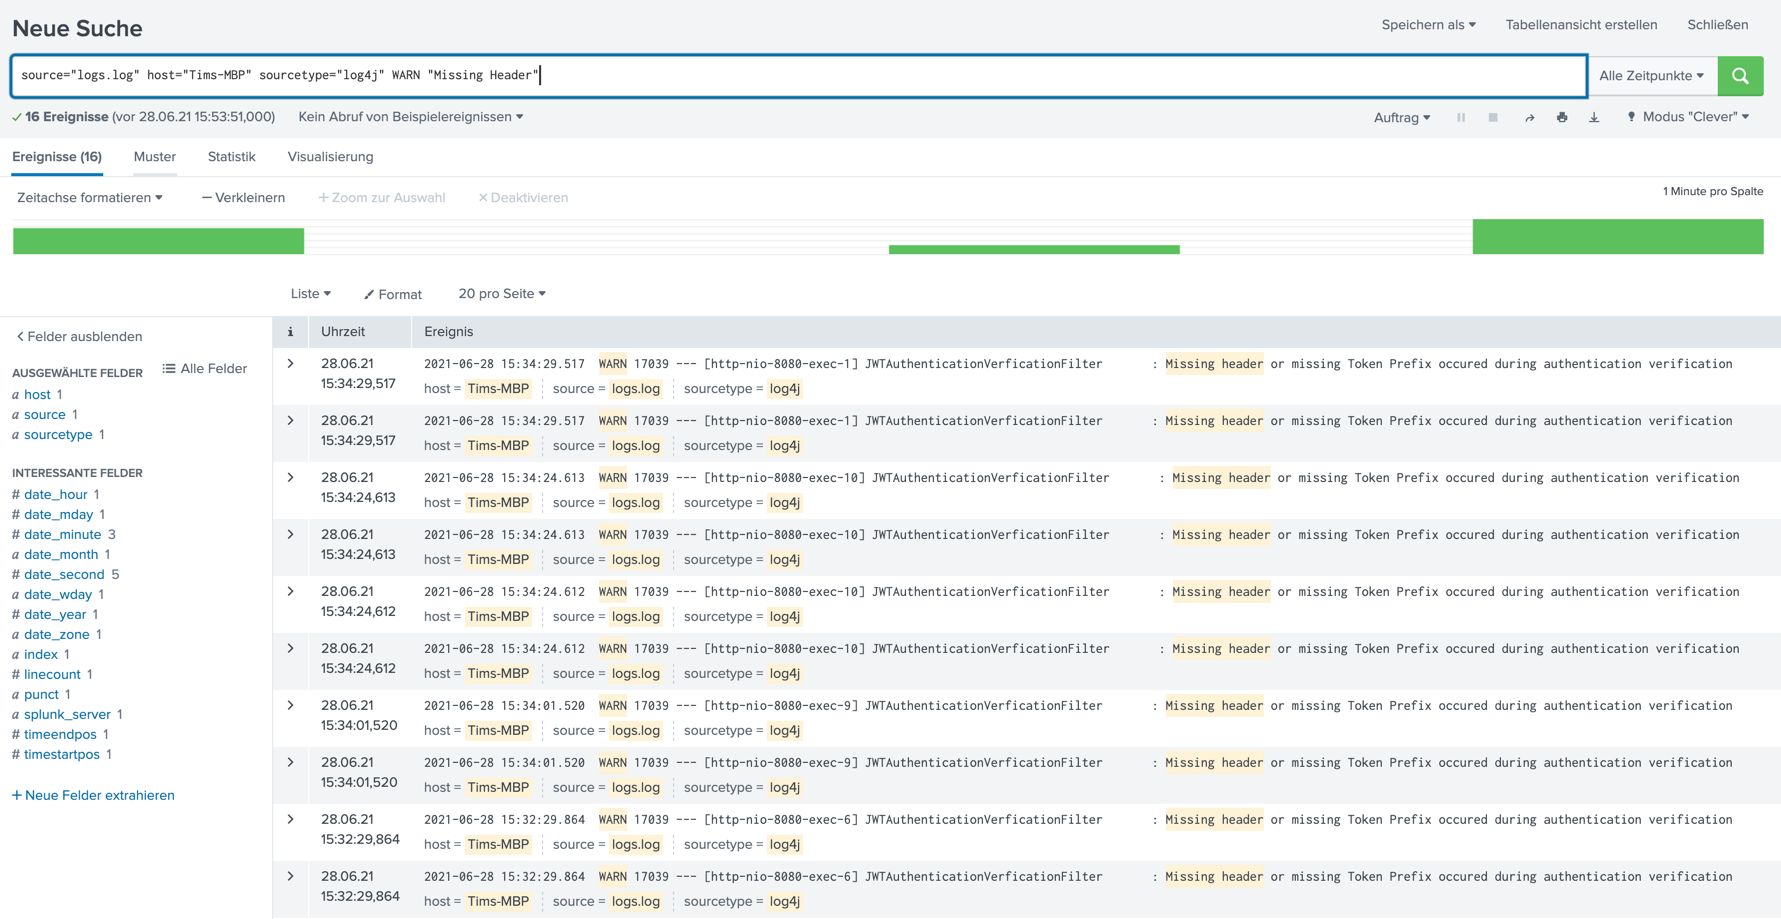 Neue Suche
Speichern als Tabellenansicht erstellen Schließen
source="logs.log" host="Tims-MBP" sourcetype="log4j" WARN "Missing Header"
Alle Zeitpunkte
16 Ereignisse (vor 28.06.21 15:53:51,000) Kein Abruf von Beispielereignissen
Auftrag Modus "Clever"
Ereignisse (16) Muster Statistik Visualisierung
Zeitachse formatieren — Verkleinern + Zoom zur Auswahl × Deaktivieren
1 Minute pro Spalte
Liste Format 20 pro Seite
< Felder ausblenden
AUSGEWÄHLTE FELDER Alle Felder
a host 1
a source 1
a sourcetype 1
INTERESSANTE FELDER
# date_hour 1
# date_mday 1
# date_minute 3
a date_month 1
# date_second 5
a date_wday 1
# date_year 1
a date_zone 1
a index 1
# linecount 1
a punct 1
a splunk_server 1
# timeendpos 1
# timestartpos 1
+ Neue Felder extrahieren
i Uhrzeit Ereignis
28.06.21
15:34:29,517
2021-06-28 15:34:29.517 WARN 17039 --- [http-nio-8080-exec-1] JWTAuthenticationVerficationFilter : Missing header or missing Token Prefix occured during authentication verification
host = Tims-MBP source = logs.log sourcetype = log4j
28.06.21
15:34:29,517
2021-06-28 15:34:29.517 WARN 17039 --- [http-nio-8080-exec-1] JWTAuthenticationVerficationFilter : Missing header or missing Token Prefix occured during authentication verification
host = Tims-MBP source = logs.log sourcetype = log4j
28.06.21
15:34:24,613
2021-06-28 15:34:24.613 WARN 17039 --- [http-nio-8080-exec-10] JWTAuthenticationVerficationFilter : Missing header or missing Token Prefix occured during authentication verification
host = Tims-MBP source = logs.log sourcetype = log4j
28.06.21
15:34:24,613
2021-06-28 15:34:24.613 WARN 17039 --- [http-nio-8080-exec-10] JWTAuthenticationVerficationFilter : Missing header or missing Token Prefix occured during authentication verification
host = Tims-MBP source = logs.log sourcetype = log4j
28.06.21
15:34:24,612
2021-06-28 15:34:24.612 WARN 17039 --- [http-nio-8080-exec-10] JWTAuthenticationVerficationFilter : Missing header or missing Token Prefix occured during authentication verification
host = Tims-MBP source = logs.log sourcetype = log4j
28.06.21
15:34:24,612
2021-06-28 15:34:24.612 WARN 17039 --- [http-nio-8080-exec-10] JWTAuthenticationVerficationFilter : Missing header or missing Token Prefix occured during authentication verification
host = Tims-MBP source = logs.log sourcetype = log4j
28.06.21
15:34:01,520
2021-06-28 15:34:01.520 WARN 17039 --- [http-nio-8080-exec-9] JWTAuthenticationVerficationFilter : Missing header or missing Token Prefix occured during authentication verification
host = Tims-MBP source = logs.log sourcetype = log4j
28.06.21
15:34:01,520
2021-06-28 15:34:01.520 WARN 17039 --- [http-nio-8080-exec-9] JWTAuthenticationVerficationFilter : Missing header or missing Token Prefix occured during authentication verification
host = Tims-MBP source = logs.log sourcetype = log4j
28.06.21
15:32:29,864
2021-06-28 15:32:29.864 WARN 17039 --- [http-nio-8080-exec-6] JWTAuthenticationVerficationFilter : Missing header or missing Token Prefix occured during authentication verification
host = Tims-MBP source = logs.log sourcetype = log4j
28.06.21
15:32:29,864
2021-06-28 15:32:29.864 WARN 17039 --- [http-nio-8080-exec-6] JWTAuthenticationVerficationFilter : Missing header or missing Token Prefix occured during authentication verification
host = Tims-MBP source = logs.log sourcetype = log4j